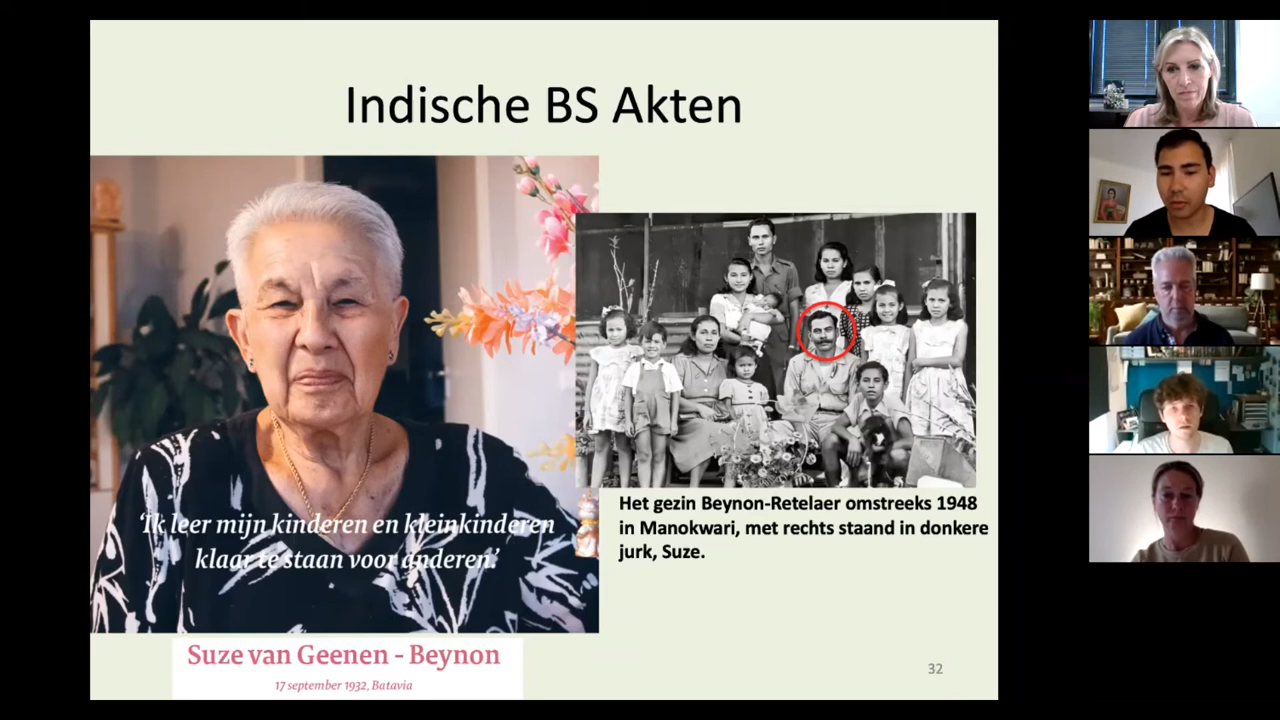 Indische BS Akten
‘Ik leer mijn kinderen en kleinkinderen
klaar te staan voor anderen.’
Suze van Geenen - Beynon
17 september 1932, Batavia
Het gezin Beynon-Retelaer omstreeks 1948
in Manokwari, met rechts staand in donkere
jurk, Suze.
32